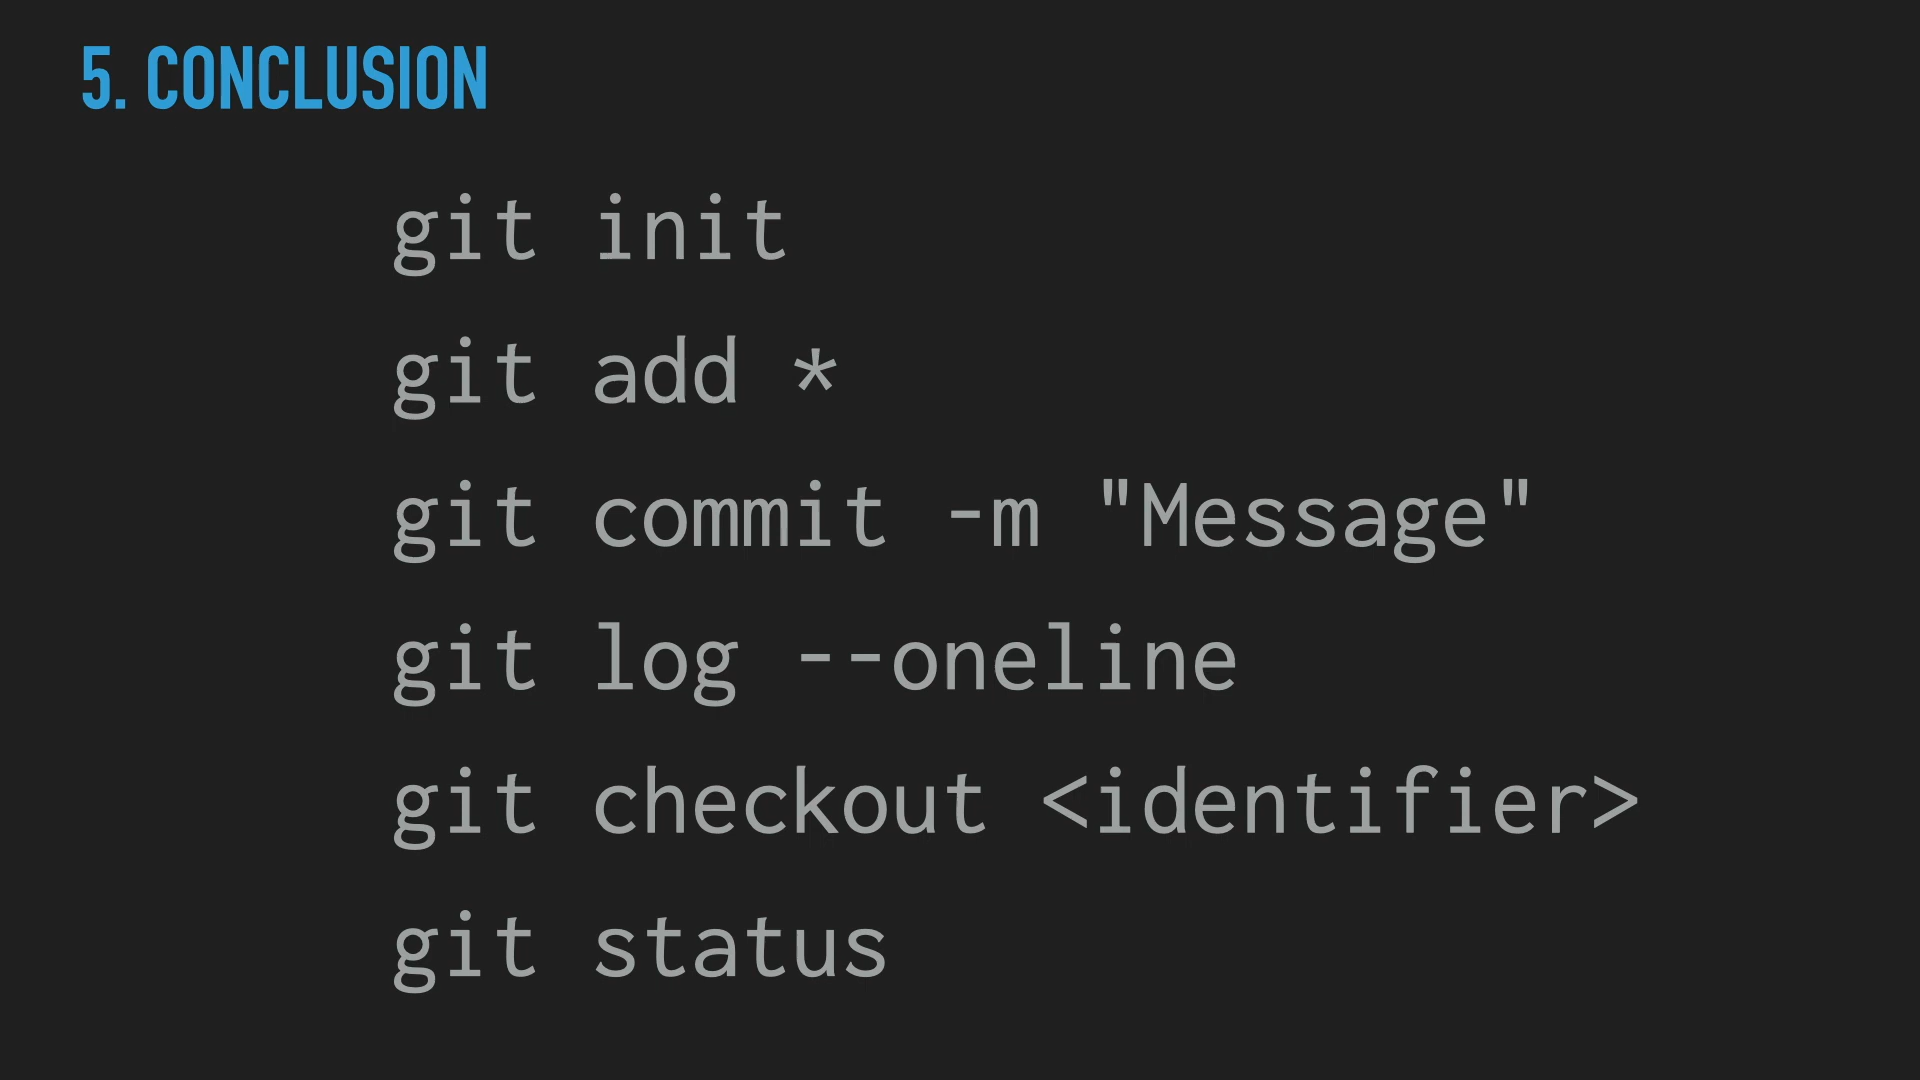 5. CONCLUSION
git init
git add *
git commit -m "Message"
git log --oneline
git checkout <identifier>
git status